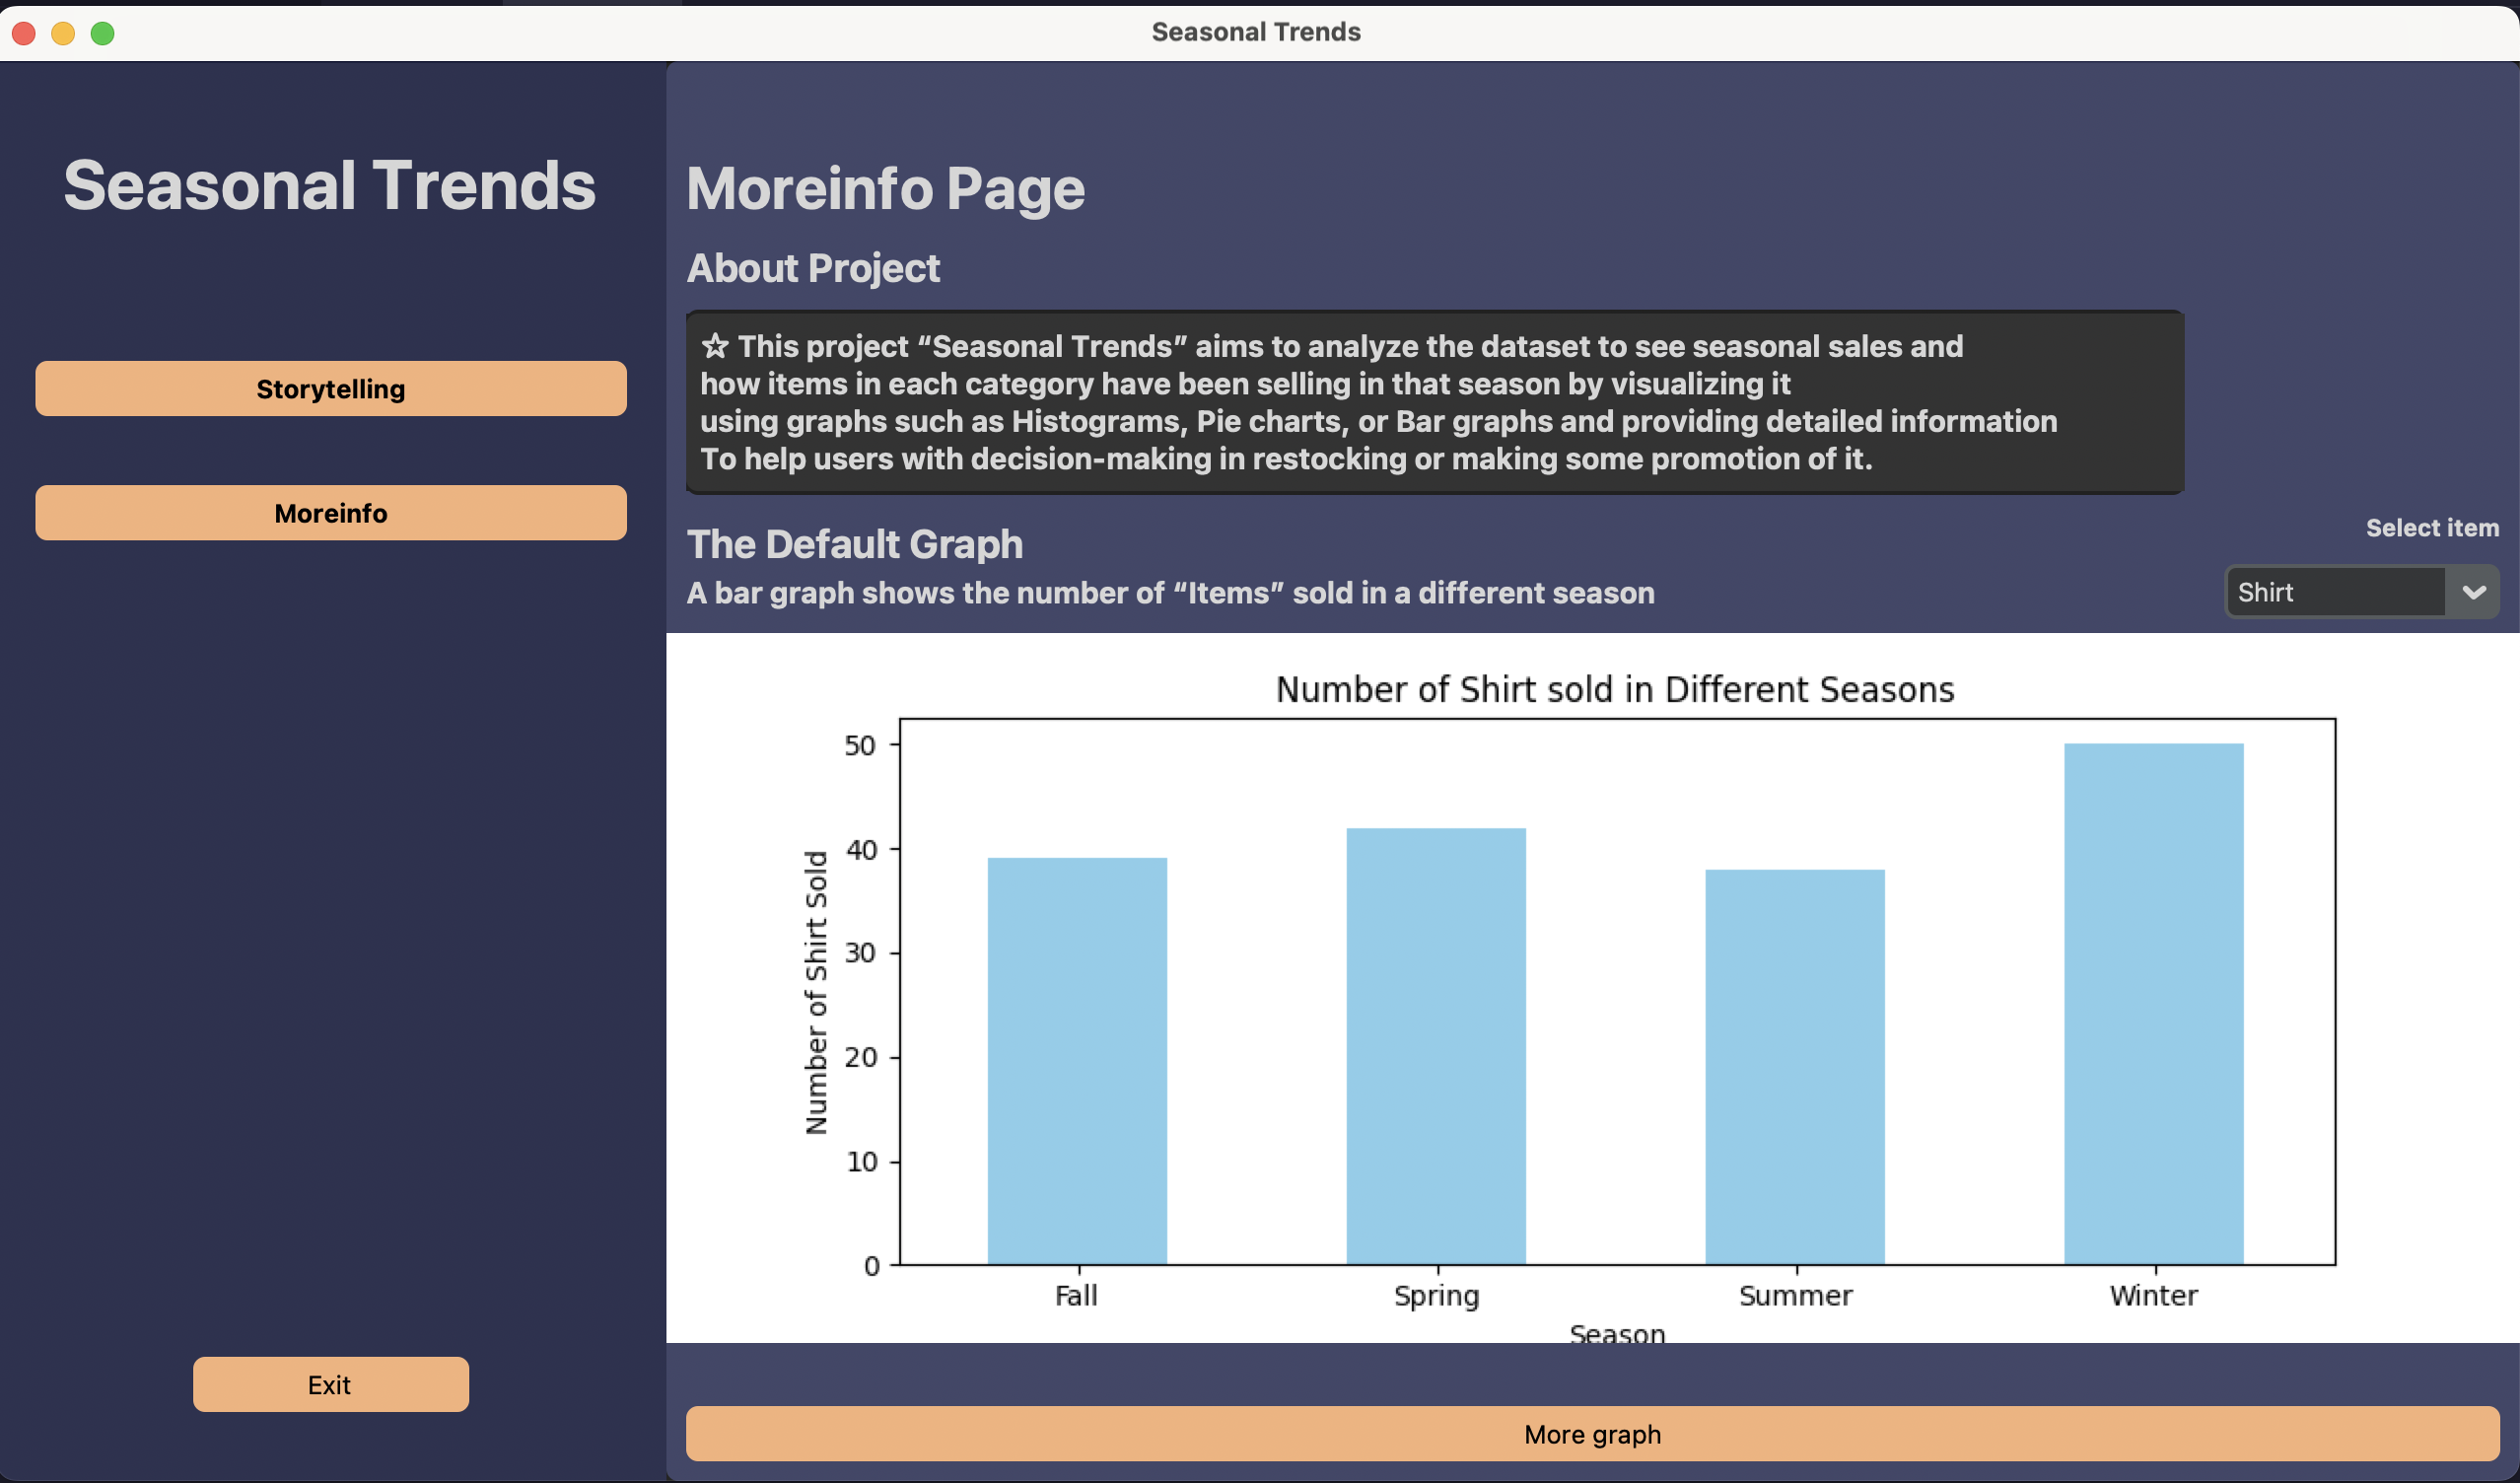 Seasonal Trends
Seasonal Trends
Storytelling
Moreinfo
Exit
Moreinfo Page
About Project
☆ This project “Seasonal Trends” aims to analyze the dataset to see seasonal sales and
how items in each category have been selling in that season by visualizing it
using graphs such as Histograms, Pie charts, or Bar graphs and providing detailed information
To help users with decision-making in restocking or making some promotion of it.
The Default Graph
A bar graph shows the number of “Items” sold in a different season
Select item
Shirt
Number of Shirt sold in Different Seasons
Number of Shirt Sold
50
40
30
20
10
0
Fall Spring Summer Winter
Season
More graph